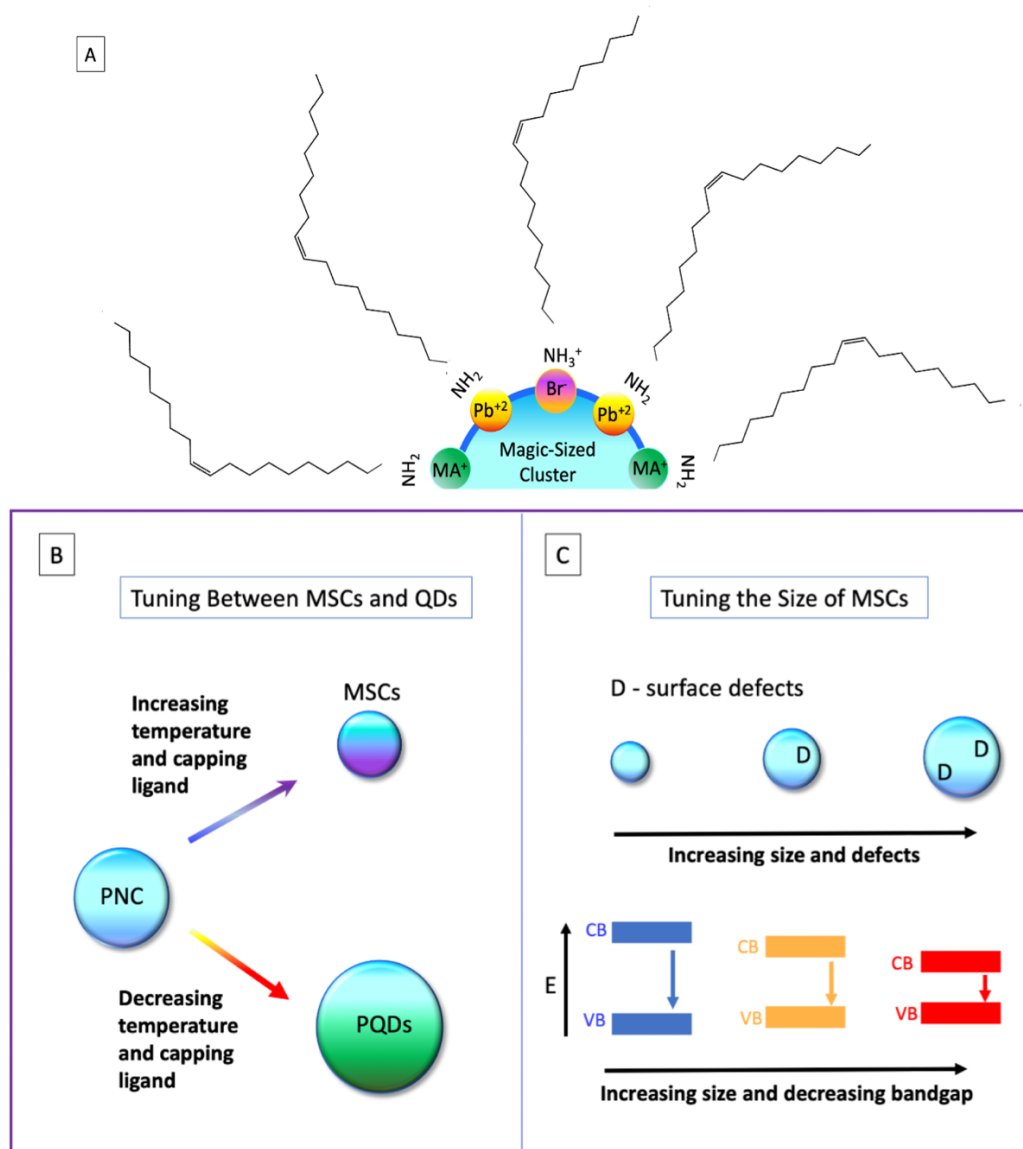 A
NH₃⁺
NH₂
Br⁻
NH₂
Pb⁺²
Pb⁺²
Magic-Sized
Cluster
NH₂
MA⁺
MA⁺
NH₂
B
Tuning Between MSCs and QDs
MSCs
Increasing
temperature
and capping
ligand
PNC
Decreasing
temperature
and capping
ligand
PQDs
C
Tuning the Size of MSCs
D - surface defects
D
D
D
Increasing size and defects
E
CB
VB
CB
VB
CB
VB
Increasing size and decreasing bandgap